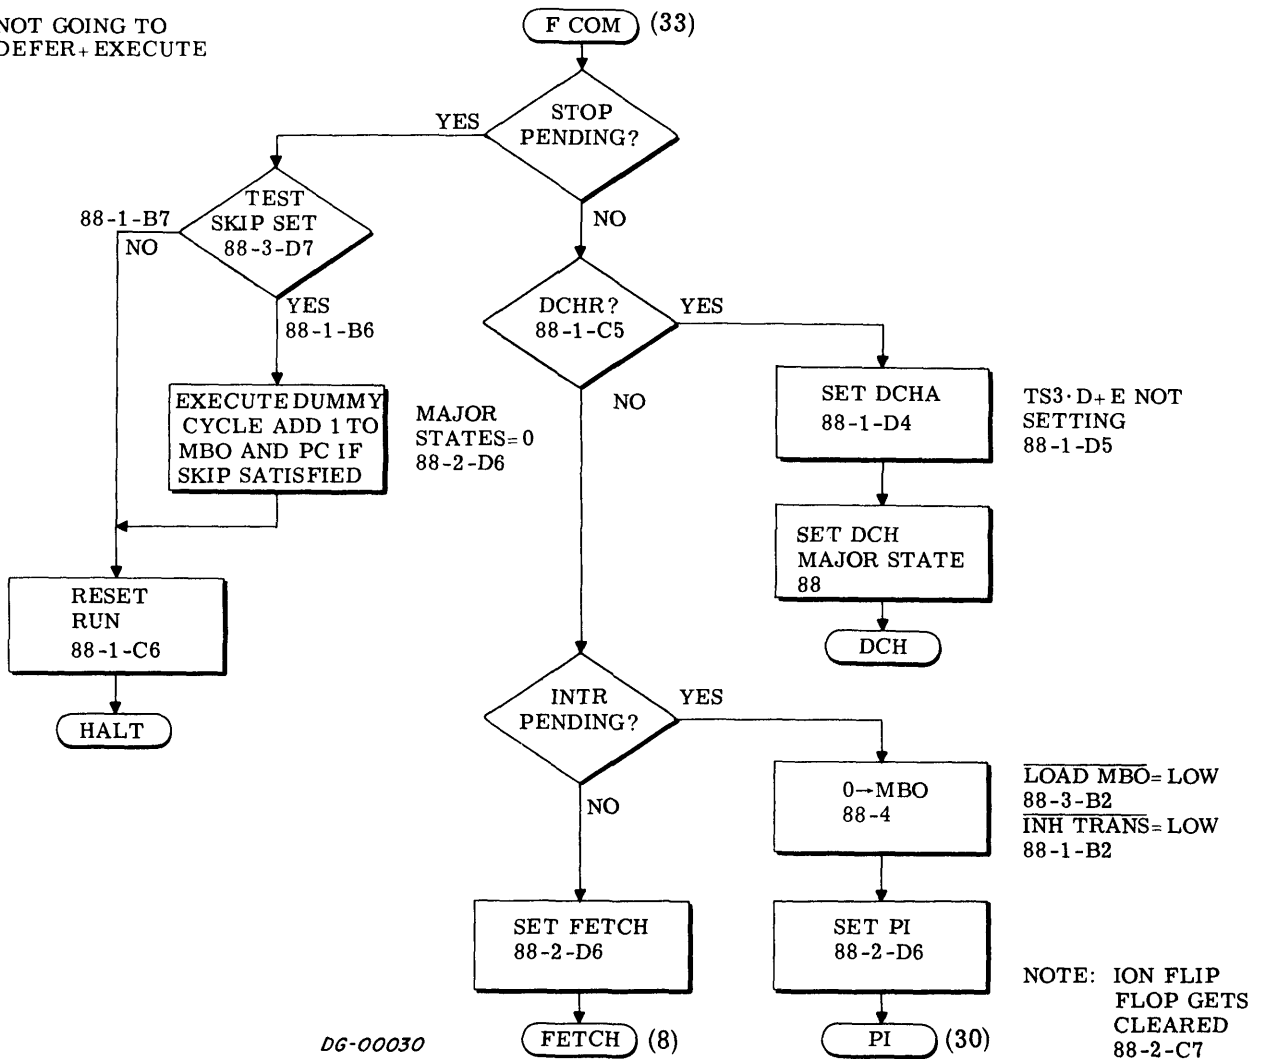 NOT GOING TO
DEFER+EXECUTE
F COM
(33)
STOP
PENDING?
YES
NO
TEST
SKIP SET
88-3-D7
88-1-B7
NO
YES
88-1-B6
EXECUTE DUMMY
CYCLE ADD 1 TO
MBO AND PC IF
SKIP SATISFIED
MAJOR
STATES=0
88-2-D6
RESET
RUN
88-1-C6
HALT
DCHR?
88-1-C5
YES
NO
SET DCHA
88-1-D4
TS3·D+E NOT
SETTING
88-1-D5
SET DCH
MAJOR STATE
88
DCH
INTR
PENDING?
YES
NO
0→MBO
88-4
LOAD MBO=LOW
88-3-B2
INH TRANS=LOW
88-1-B2
SET FETCH
88-2-D6
SET PI
88-2-D6
NOTE: ION FLIP
FLOP GETS
CLEARED
88-2-C7
FETCH
(8)
PI
(30)
DG-00030